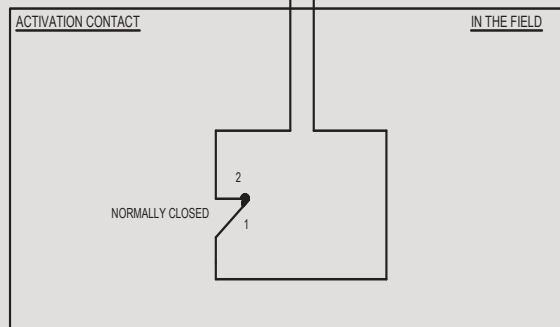 ACTIVATION CONTACT
IN THE FIELD
2
NORMALLY CLOSED
1